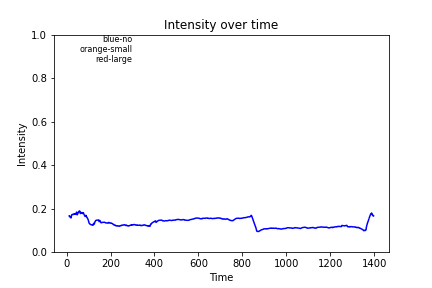 Intensity over time
blue-no
orange-small
red-large
1.0
0.8
0.6
0.4
0.2
0.0
Intensity
0 200 400 600 800 1000 1200 1400
Time